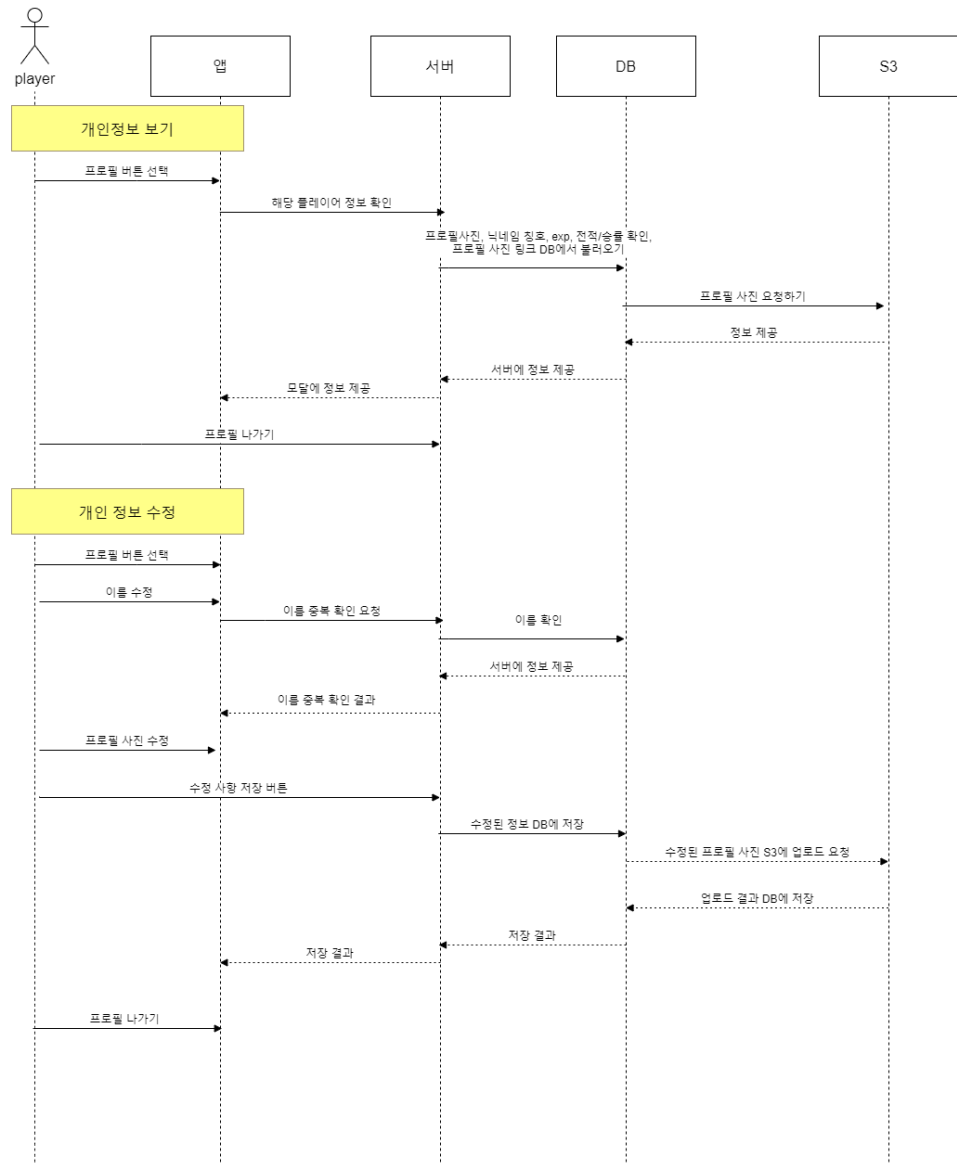 player
앱
서버
DB
S3
개인정보 보기
프로필 버튼 선택
해당 플레이어 정보 확인
프로필사진, 닉네임 칭호, exp, 전적/승률 확인,
프로필 사진 링크 DB에서 불러오기
프로필 사진 요청하기
정보 제공
서버에 정보 제공
모달에 정보 제공
프로필 나가기
개인 정보 수정
프로필 버튼 선택
이름 수정
이름 중복 확인 요청
이름 확인
서버에 정보 제공
이름 중복 확인 결과
프로필 사진 수정
수정 사항 저장 버튼
수정된 정보 DB에 저장
수정된 프로필 사진 S3에 업로드 요청
업로드 결과 DB에 저장
저장 결과
저장 결과
프로필 나가기